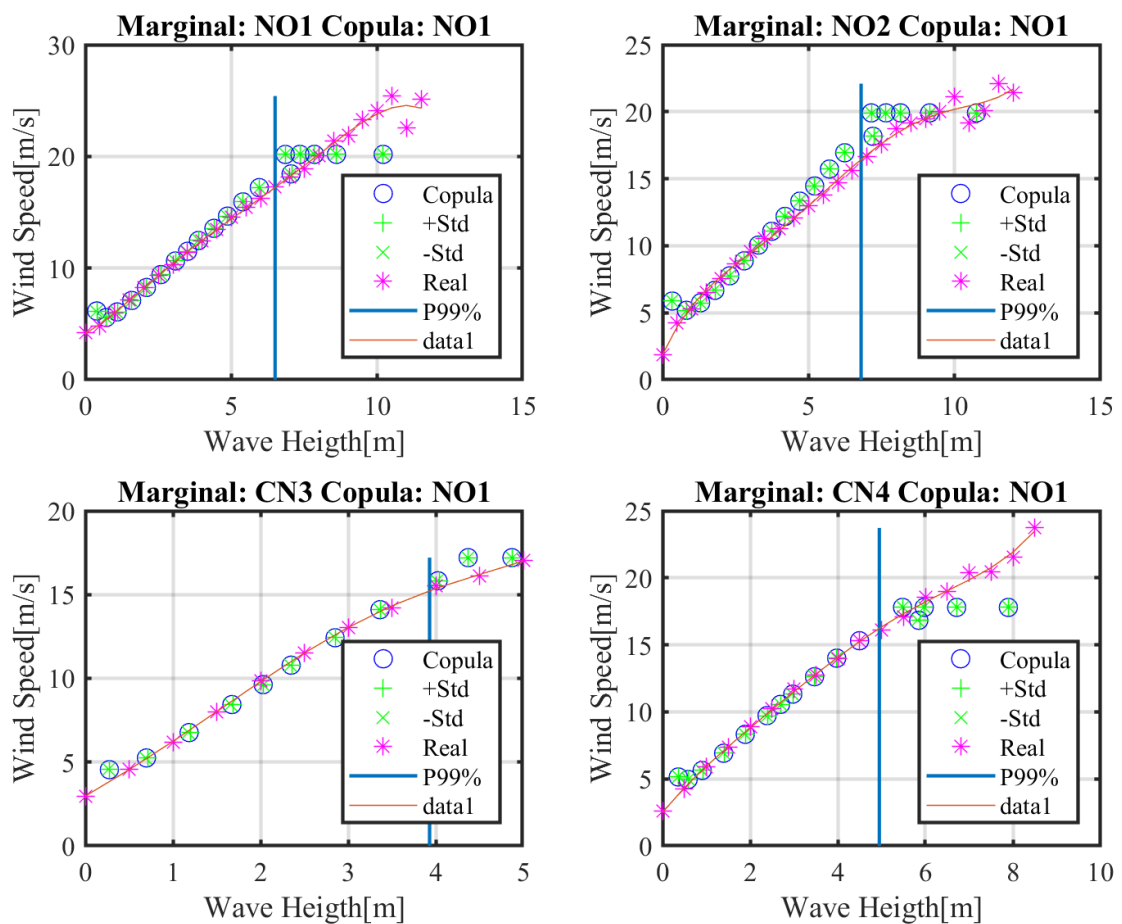 Marginal: NO1 Copula: NO1
30
20
10
0
Wind Speed[m/s]
0 5 10 15
Wave Heigth[m]
Copula
+Std
-Std
Real
P99%
data1
Marginal: NO2 Copula: NO1
25
20
15
10
5
0
Wind Speed[m/s]
0 5 10 15
Wave Heigth[m]
Copula
+Std
-Std
Real
P99%
data1
Marginal: CN3 Copula: NO1
20
15
10
5
0
Wind Speed[m/s]
0 1 2 3 4 5
Wave Heigth[m]
Copula
+Std
-Std
Real
P99%
data1
Marginal: CN4 Copula: NO1
25
20
15
10
5
0
Wind Speed[m/s]
0 2 4 6 8 10
Wave Heigth[m]
Copula
+Std
-Std
Real
P99%
data1